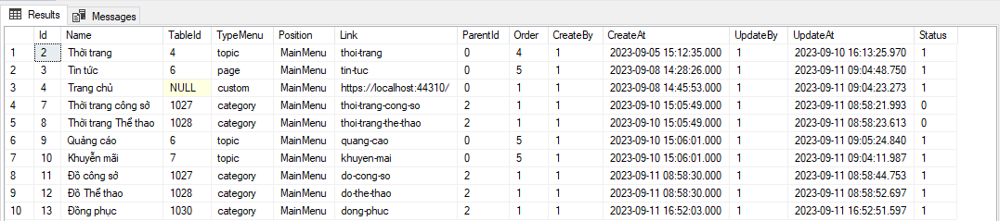 Results Messages
Id Name TableId TypeMenu Position Link ParentId Order CreateBy CreateAt UpdateBy UpdateAt Status
1 2 Thời trang 4 topic MainMenu thoi-trang 0 4 1 2023-09-05 15:12:35.000 1 2023-09-10 16:13:25.970 1
2 3 Tin tức 6 page MainMenu tin-tuc 0 5 1 2023-09-08 14:28:26.000 1 2023-09-11 09:04:48.750 1
3 4 Trang chủ NULL custom MainMenu https://localhost:44310/ 0 1 1 2023-09-08 14:45:53.000 1 2023-09-11 09:04:23.273 1
4 7 Thời trang công sở 1027 category MainMenu thoi-trang-cong-so 2 1 1 2023-09-10 15:05:49.000 1 2023-09-11 08:58:21.993 0
5 8 Thời trang Thể thao 1028 category MainMenu thoi-trang-the-thao 2 1 1 2023-09-10 15:05:49.000 1 2023-09-11 08:58:23.613 0
6 9 Quảng cáo 6 topic MainMenu quang-cao 0 5 1 2023-09-10 15:06:01.000 1 2023-09-11 09:05:24.840 1
7 10 Khuyễn mãi 7 topic MainMenu khuyen-mai 0 5 1 2023-09-10 15:06:01.000 1 2023-09-11 09:04:11.987 1
8 11 Đồ công sở 1027 category MainMenu do-cong-so 2 1 1 2023-09-11 08:58:30.000 1 2023-09-11 08:58:44.753 1
9 12 Đồ Thể thao 1028 category MainMenu do-the-thao 2 1 1 2023-09-11 08:58:30.000 1 2023-09-11 08:58:52.697 1
10 13 Đồng phục 1030 category MainMenu dong-phuc 2 1 1 2023-09-11 16:52:03.000 1 2023-09-11 16:52:51.597 1